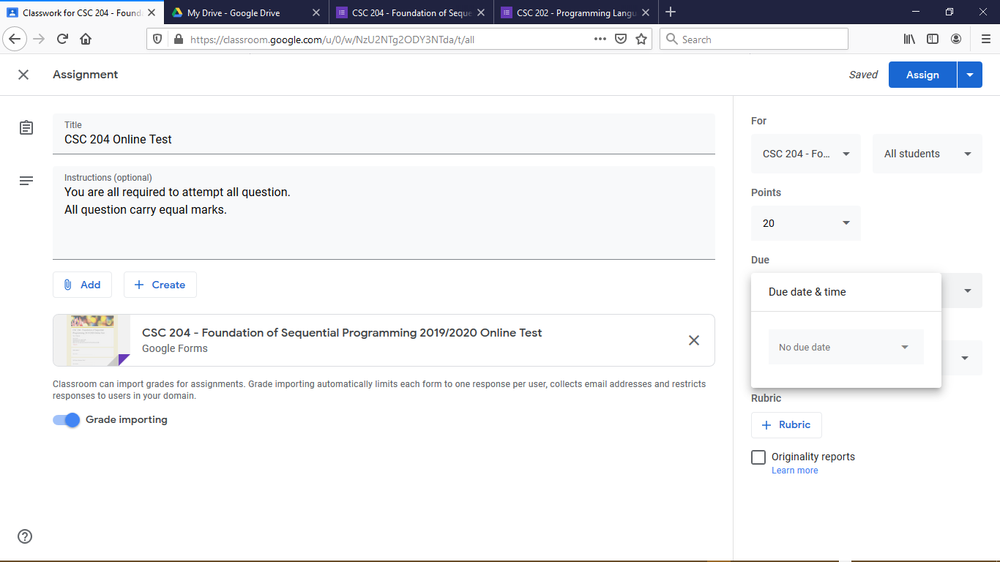 Classwork for CSC 204 - Found
My Drive - Google Drive
CSC 204 - Foundation of Seque
CSC 202 - Programming Langu
https://classroom.google.com/u/0/w/NzU2NTg2ODY3NTda/t/all
Search
Assignment
Saved
Assign
Title
CSC 204 Online Test
Instructions (optional)
You are all required to attempt all question.
All question carry equal marks.
Add
Create
CSC 204 - Foundation of Sequential Programming 2019/2020 Online Test
Google Forms
Classroom can import grades for assignments. Grade importing automatically limits each form to one response per user, collects email addresses and restricts
responses to users in your domain.
Grade importing
For
CSC 204 - Fo...
All students
Points
20
Due
Due date & time
No due date
Rubric
Rubric
Originality reports
Learn more